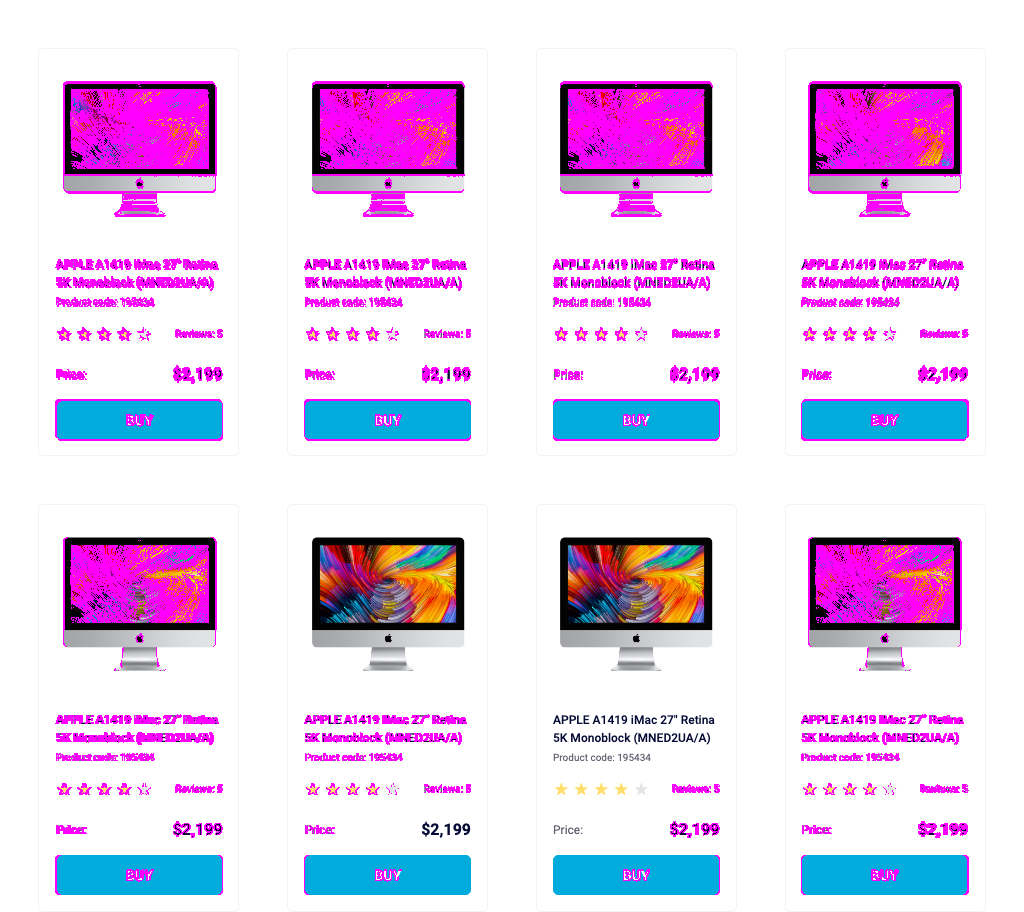 APPLE A1419 iMac 27" Retina
5K Monoblock (MNED2UA/A)
Product code: 195434
Reviews: 5
Price:
$2,199
BUY
APPLE A1419 iMac 27" Retina
5K Monoblock (MNED2UA/A)
Product code: 195434
Reviews: 5
Price:
$2,199
BUY
APPLE A1419 iMac 27" Retina
5K Monoblock (MNED2UA/A)
Product code: 195434
Reviews: 5
Price:
$2,199
BUY
APPLE A1419 iMac 27" Retina
5K Monoblock (MNED2UA/A)
Product code: 195434
Reviews: 5
Price:
$2,199
BUY
APPLE A1419 iMac 27" Retina
5K Monoblock (MNED2UA/A)
Product code: 195434
Reviews: 5
Price:
$2,199
BUY
APPLE A1419 iMac 27" Retina
5K Monoblock (MNED2UA/A)
Product code: 195434
Reviews: 5
Price:
$2,199
BUY
APPLE A1419 iMac 27" Retina
5K Monoblock (MNED2UA/A)
Product code: 195434
Reviews: 5
Price:
$2,199
BUY
APPLE A1419 iMac 27" Retina
5K Monoblock (MNED2UA/A)
Product code: 195434
Reviews: 5
Price:
$2,199
BUY